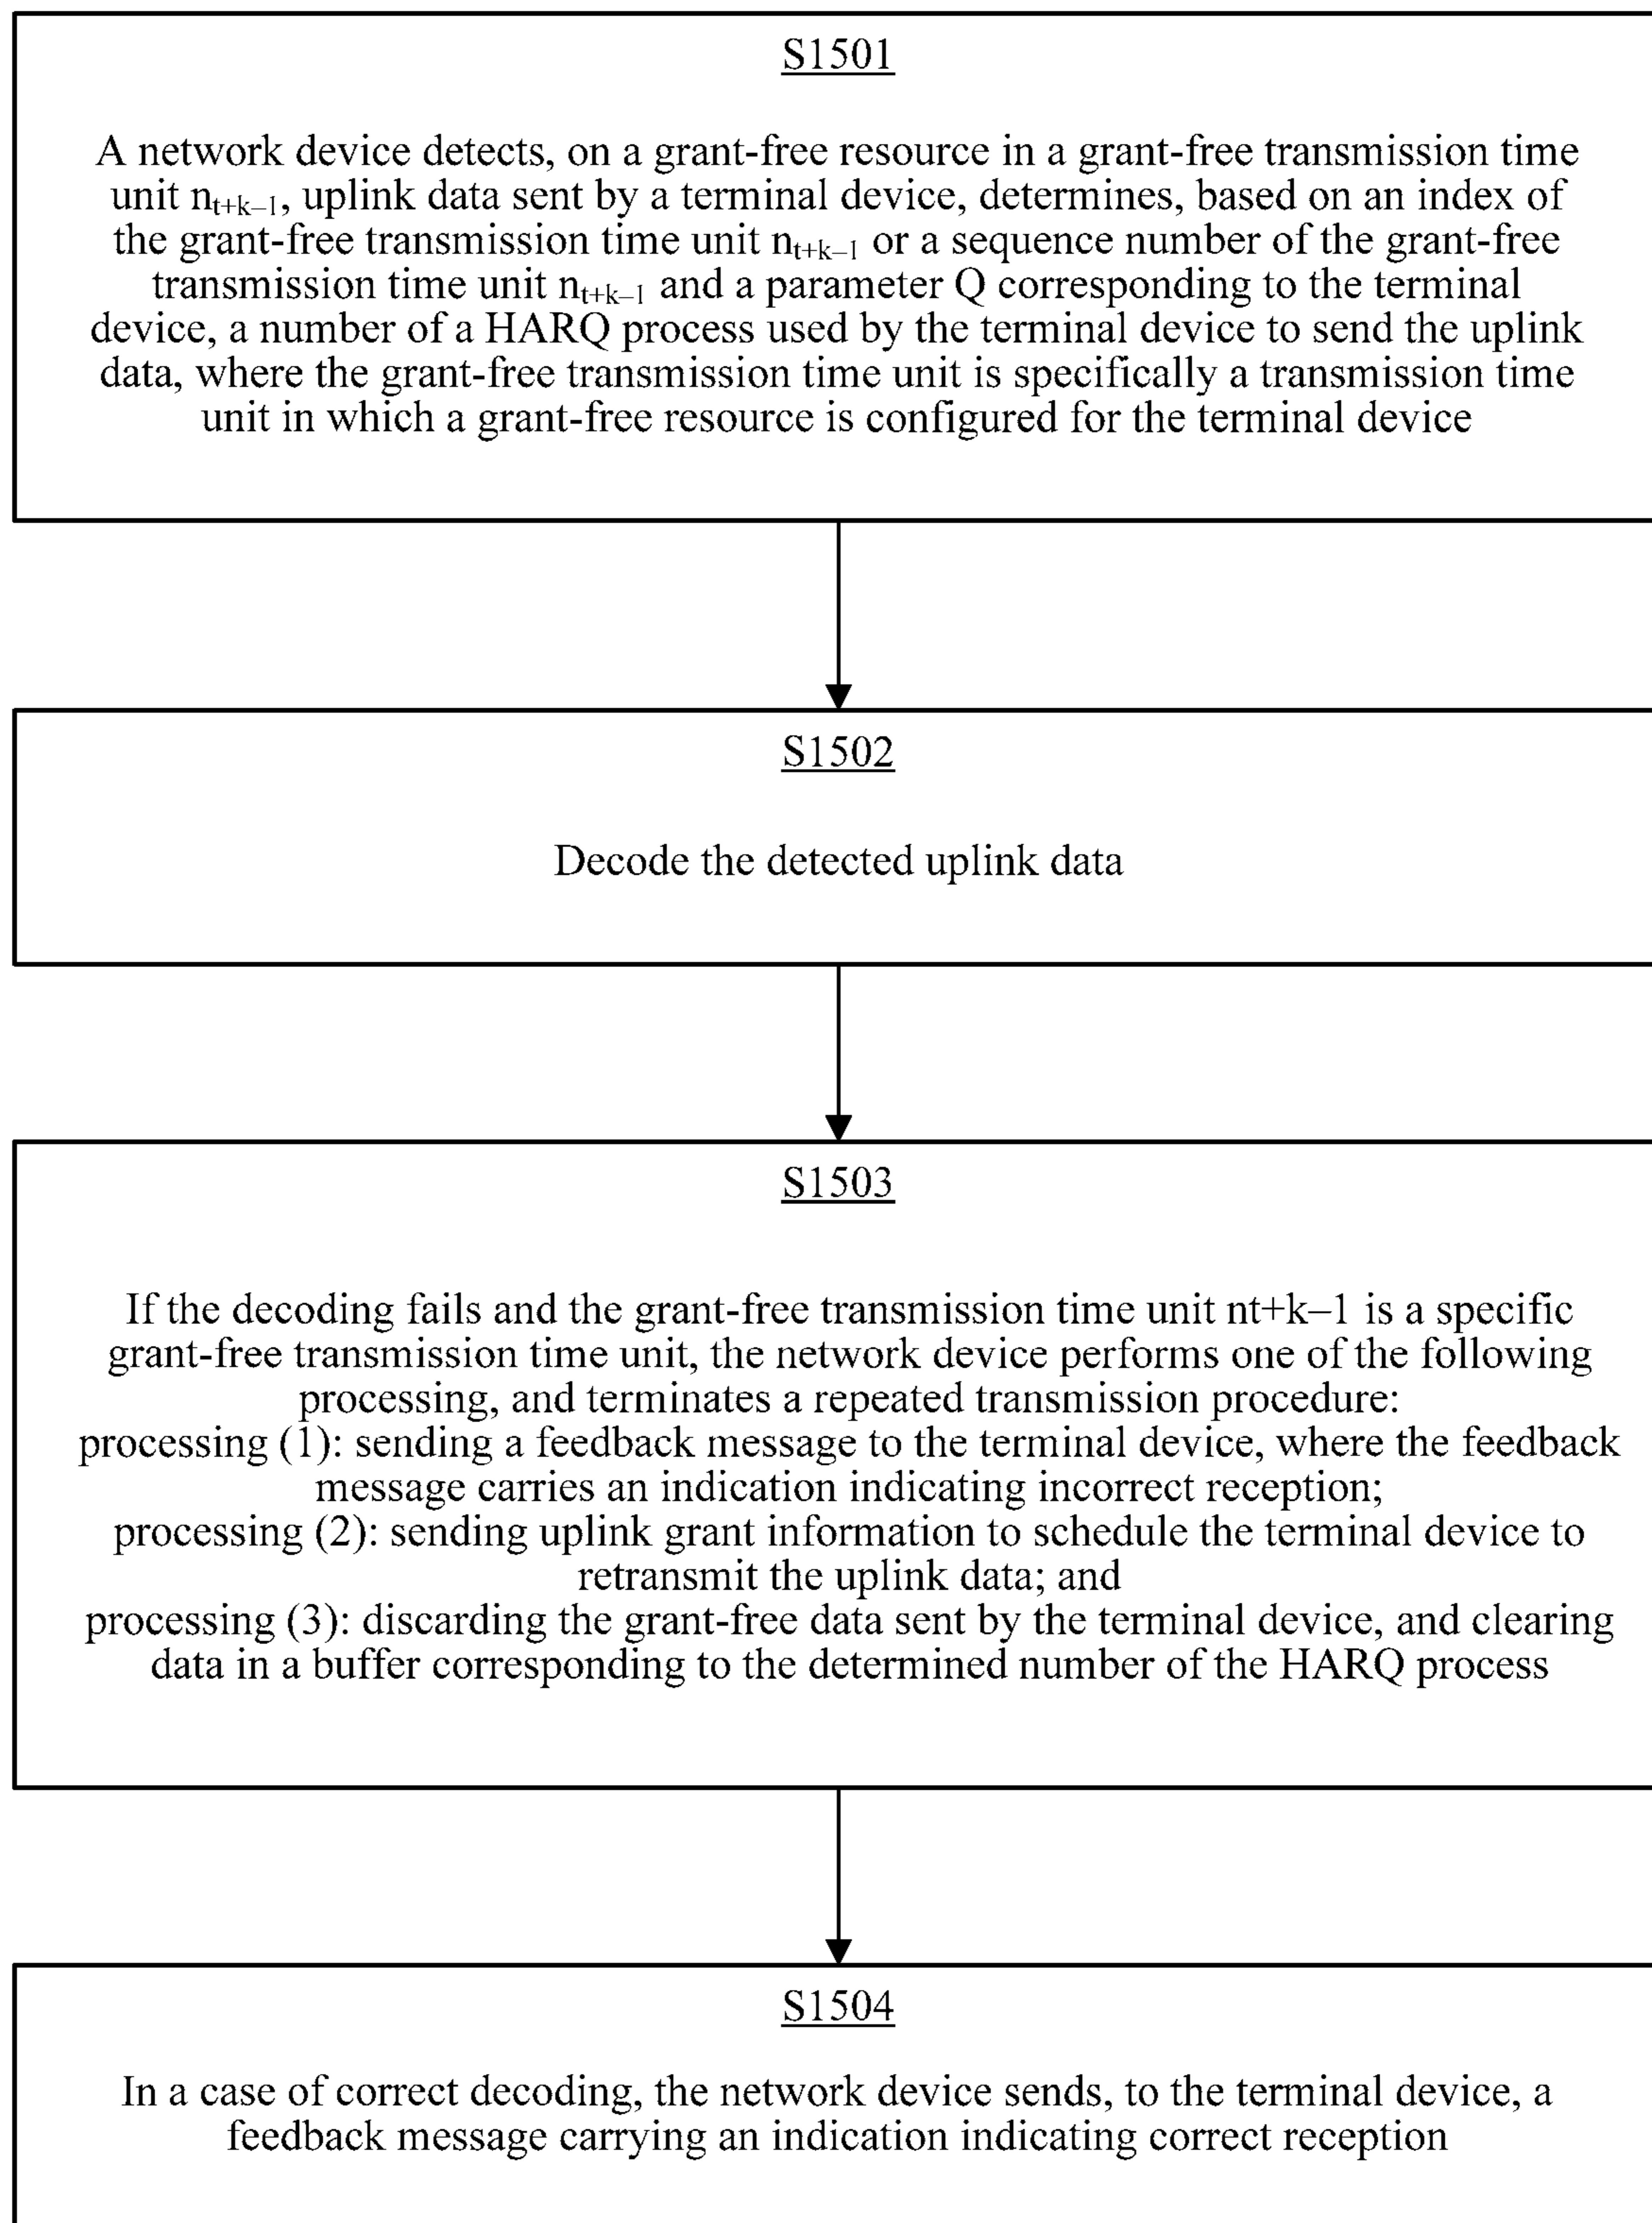 S1501
A network device detects, on a grant-free resource in a grant-free transmission time
unit nt+k−1, uplink data sent by a terminal device, determines, based on an index of
the grant-free transmission time unit nt+k−1 or a sequence number of the grant-free
transmission time unit nt+k−1 and a parameter Q corresponding to the terminal
device, a number of a HARQ process used by the terminal device to send the uplink
data, where the grant-free transmission time unit is specifically a transmission time
unit in which a grant-free resource is configured for the terminal device
S1502
Decode the detected uplink data
S1503
If the decoding fails and the grant-free transmission time unit nt+k−1 is a specific
grant-free transmission time unit, the network device performs one of the following
processing, and terminates a repeated transmission procedure:
processing (1): sending a feedback message to the terminal device, where the feedback
message carries an indication indicating incorrect reception;
processing (2): sending uplink grant information to schedule the terminal device to
retransmit the uplink data; and
processing (3): discarding the grant-free data sent by the terminal device, and clearing
data in a buffer corresponding to the determined number of the HARQ process
S1504
In a case of correct decoding, the network device sends, to the terminal device, a
feedback message carrying an indication indicating correct reception